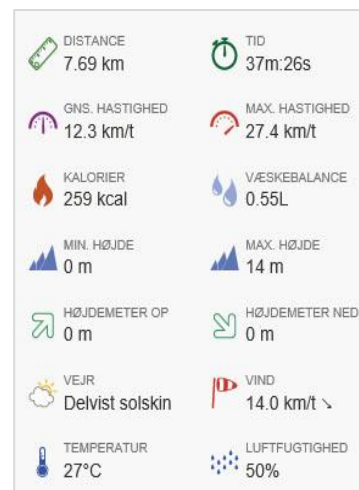 DISTANCE
7.69 km
TID
37m:26s
GNS. HASTIGHED
12.3 km/t
MAX. HASTIGHED
27.4 km/t
KALORIER
259 kcal
VÆSKEBALANCE
0.55L
MIN. HØJDE
0 m
MAX. HØJDE
14 m
HØJDEMETER OP
0 m
HØJDEMETER NED
0 m
VEJR
Delvist solskin
VIND
14.0 km/t ↘
TEMPERATUR
27°C
LUFTFUGTIGHED
50%